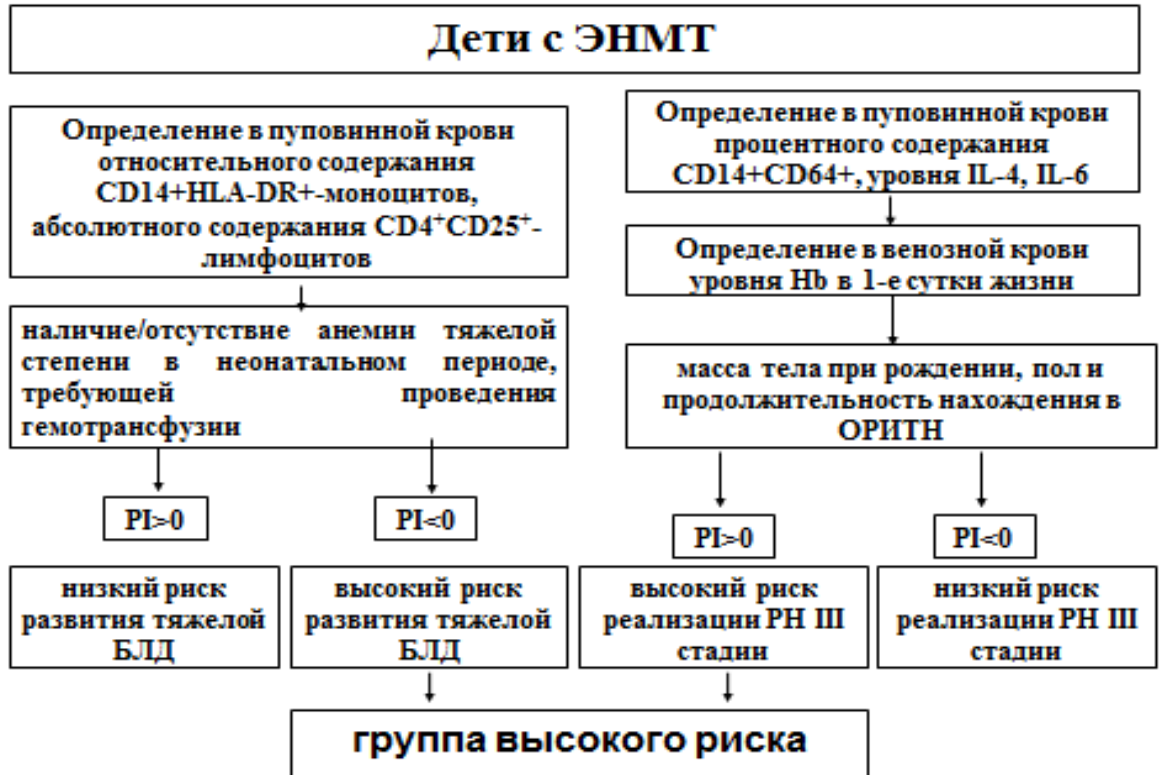 Дети с ЭНМТ
Определение в пуповинной крови
относительного содержания
CD14+HLA-DR+-моноцитов,
абсолютного содержания CD4⁺CD25⁺-
лимфоцитов
наличие/отсутствие анемии тяжелой
степени в неонатальном периоде,
требующей проведения
гемотрансфузии
PI>0
PI<0
низкий риск
развития тяжелой
БЛД
высокий риск
развития тяжелой
БЛД
Определение в пуповинной крови
процентного содержания
CD14+CD64+, уровня IL-4, IL-6
Определение в венозной крови
уровня Hb в 1-е сутки жизни
масса тела при рождении, пол и
продолжительность нахождения в
ОРИТН
PI>0
PI<0
высокий риск
реализации РН III
стадии
низкий риск
реализации РН III
стадии
группа высокого риска